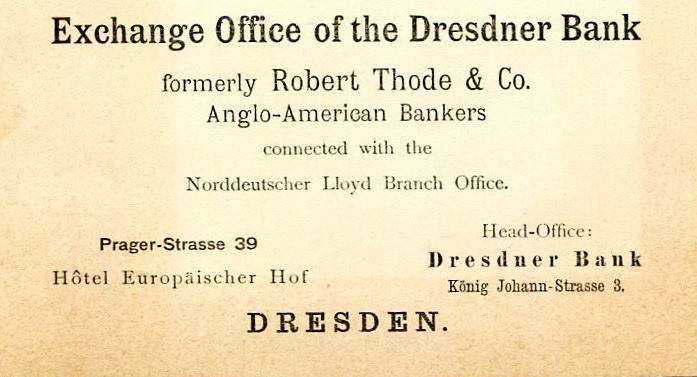 Exchange Office of the Dresdner Bank
formerly Robert Thode & Co.
Anglo-American Bankers
connected with the
Norddeutscher Lloyd Branch Office.
Prager-Strasse 39
Hôtel Europäischer Hof
Head-Office:
Dresdner Bank
König Johann-Strasse 3.
DRESDEN.